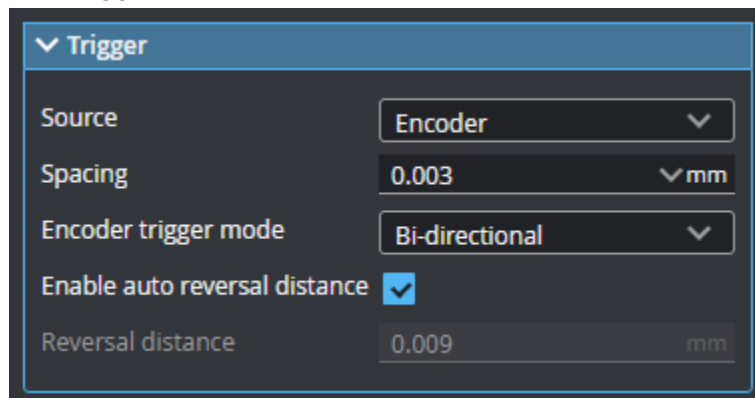 Trigger
Source Encoder
Spacing 0.003 mm
Encoder trigger mode Bi-directional
Enable auto reversal distance
Reversal distance 0.009 mm